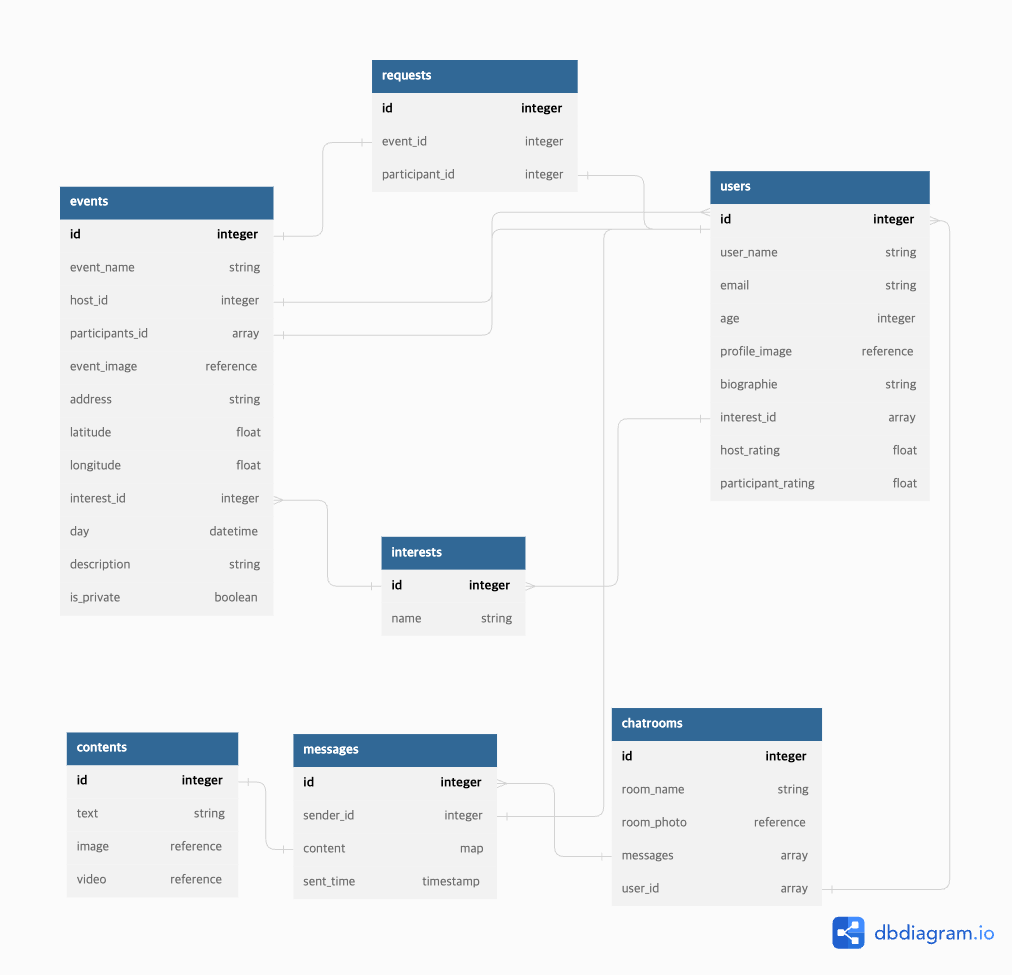 requests
id integer
event_id integer
participant_id integer
users
id integer
user_name string
email string
age integer
profile_image reference
biographie string
interest_id array
host_rating float
participant_rating float
events
id integer
event_name string
host_id integer
participants_id array
event_image reference
address string
latitude float
longitude float
interest_id integer
day datetime
description string
is_private boolean
interests
id integer
name string
contents
id integer
text string
image reference
video reference
messages
id integer
sender_id integer
content map
sent_time timestamp
chatrooms
id integer
room_name string
room_photo reference
messages array
user_id array
dbdiagram.io